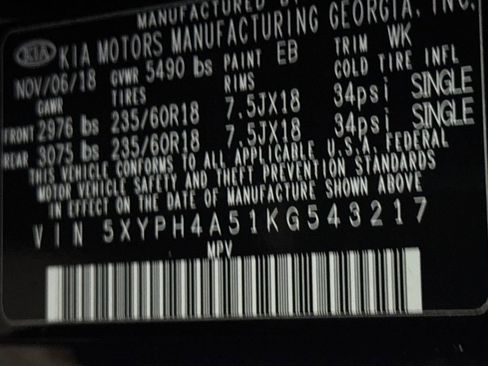 MANUFACTURED BY
KIA KIA MOTORS MANUFACTURING GEORGIA, INC.
NOV/06/18 GVWR 5490 lbs PAINT EB TRIM WK
GAWR TIRES RIMS COLD TIRE INFL
FRONT 2976 lbs 235/60R18 7.5JX18 34psi SINGLE
REAR 3075 lbs 235/60R18 7.5JX18 34psi SINGLE
THIS VEHICLE CONFORMS TO ALL APPLICABLE U.S.A. FEDERAL
MOTOR VEHICLE SAFETY AND THEFT PREVENTION STANDARDS
IN EFFECT ON THE DATE OF MANUFACTURE SHOWN ABOVE
VIN 5XYPH4A51KG543217
MPV